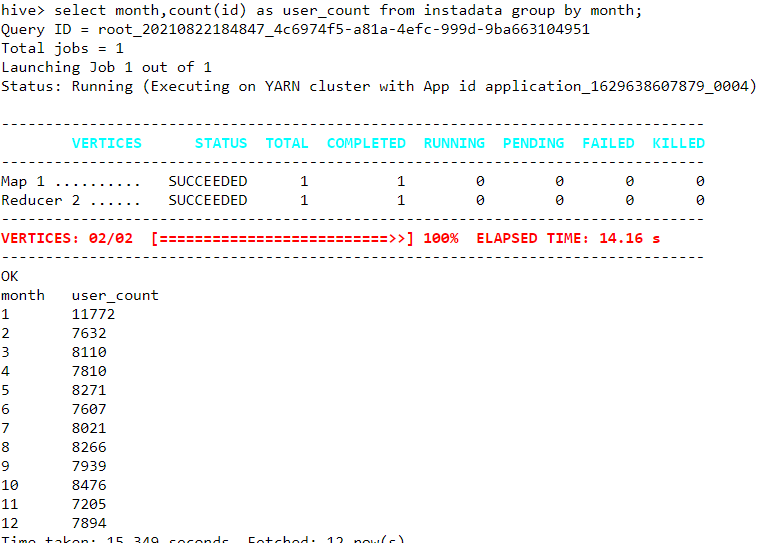 hive> select month,count(id) as user_count from instadata group by month;
Query ID = root_20210822184847_4c6974f5-a81a-4efc-999d-9ba663104951
Total jobs = 1
Launching Job 1 out of 1
Status: Running (Executing on YARN cluster with App id application_1629638607879_0004)
--------------------------------------------------------------------------------
VERTICES STATUS TOTAL COMPLETED RUNNING PENDING FAILED KILLED
--------------------------------------------------------------------------------
Map 1 .......... SUCCEEDED 1 1 0 0 0 0
Reducer 2 ...... SUCCEEDED 1 1 0 0 0 0
--------------------------------------------------------------------------------
VERTICES: 02/02 [==========================>>] 100% ELAPSED TIME: 14.16 s
--------------------------------------------------------------------------------
OK
month user_count
1 11772
2 7632
3 8110
4 7810
5 8271
6 7607
7 8021
8 8266
9 7939
10 8476
11 7205
12 7894
Time taken: 15.349 seconds, Fetched: 12 row(s)